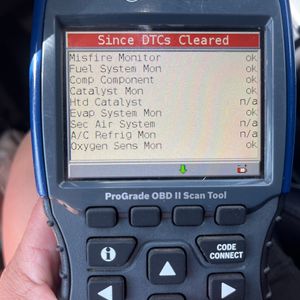 Since DTCs Cleared
Misfire Monitor ok
Fuel System Mon ok
Comp Component ok
Catalyst Mon ok
Htd Catalyst n/a
Evap System Mon ok
Sec Air System n/a
A/C Refrig Mon n/a
Oxygen Sens Mon ok
ProGrade OBD II Scan Tool
i
CODE
CONNECT